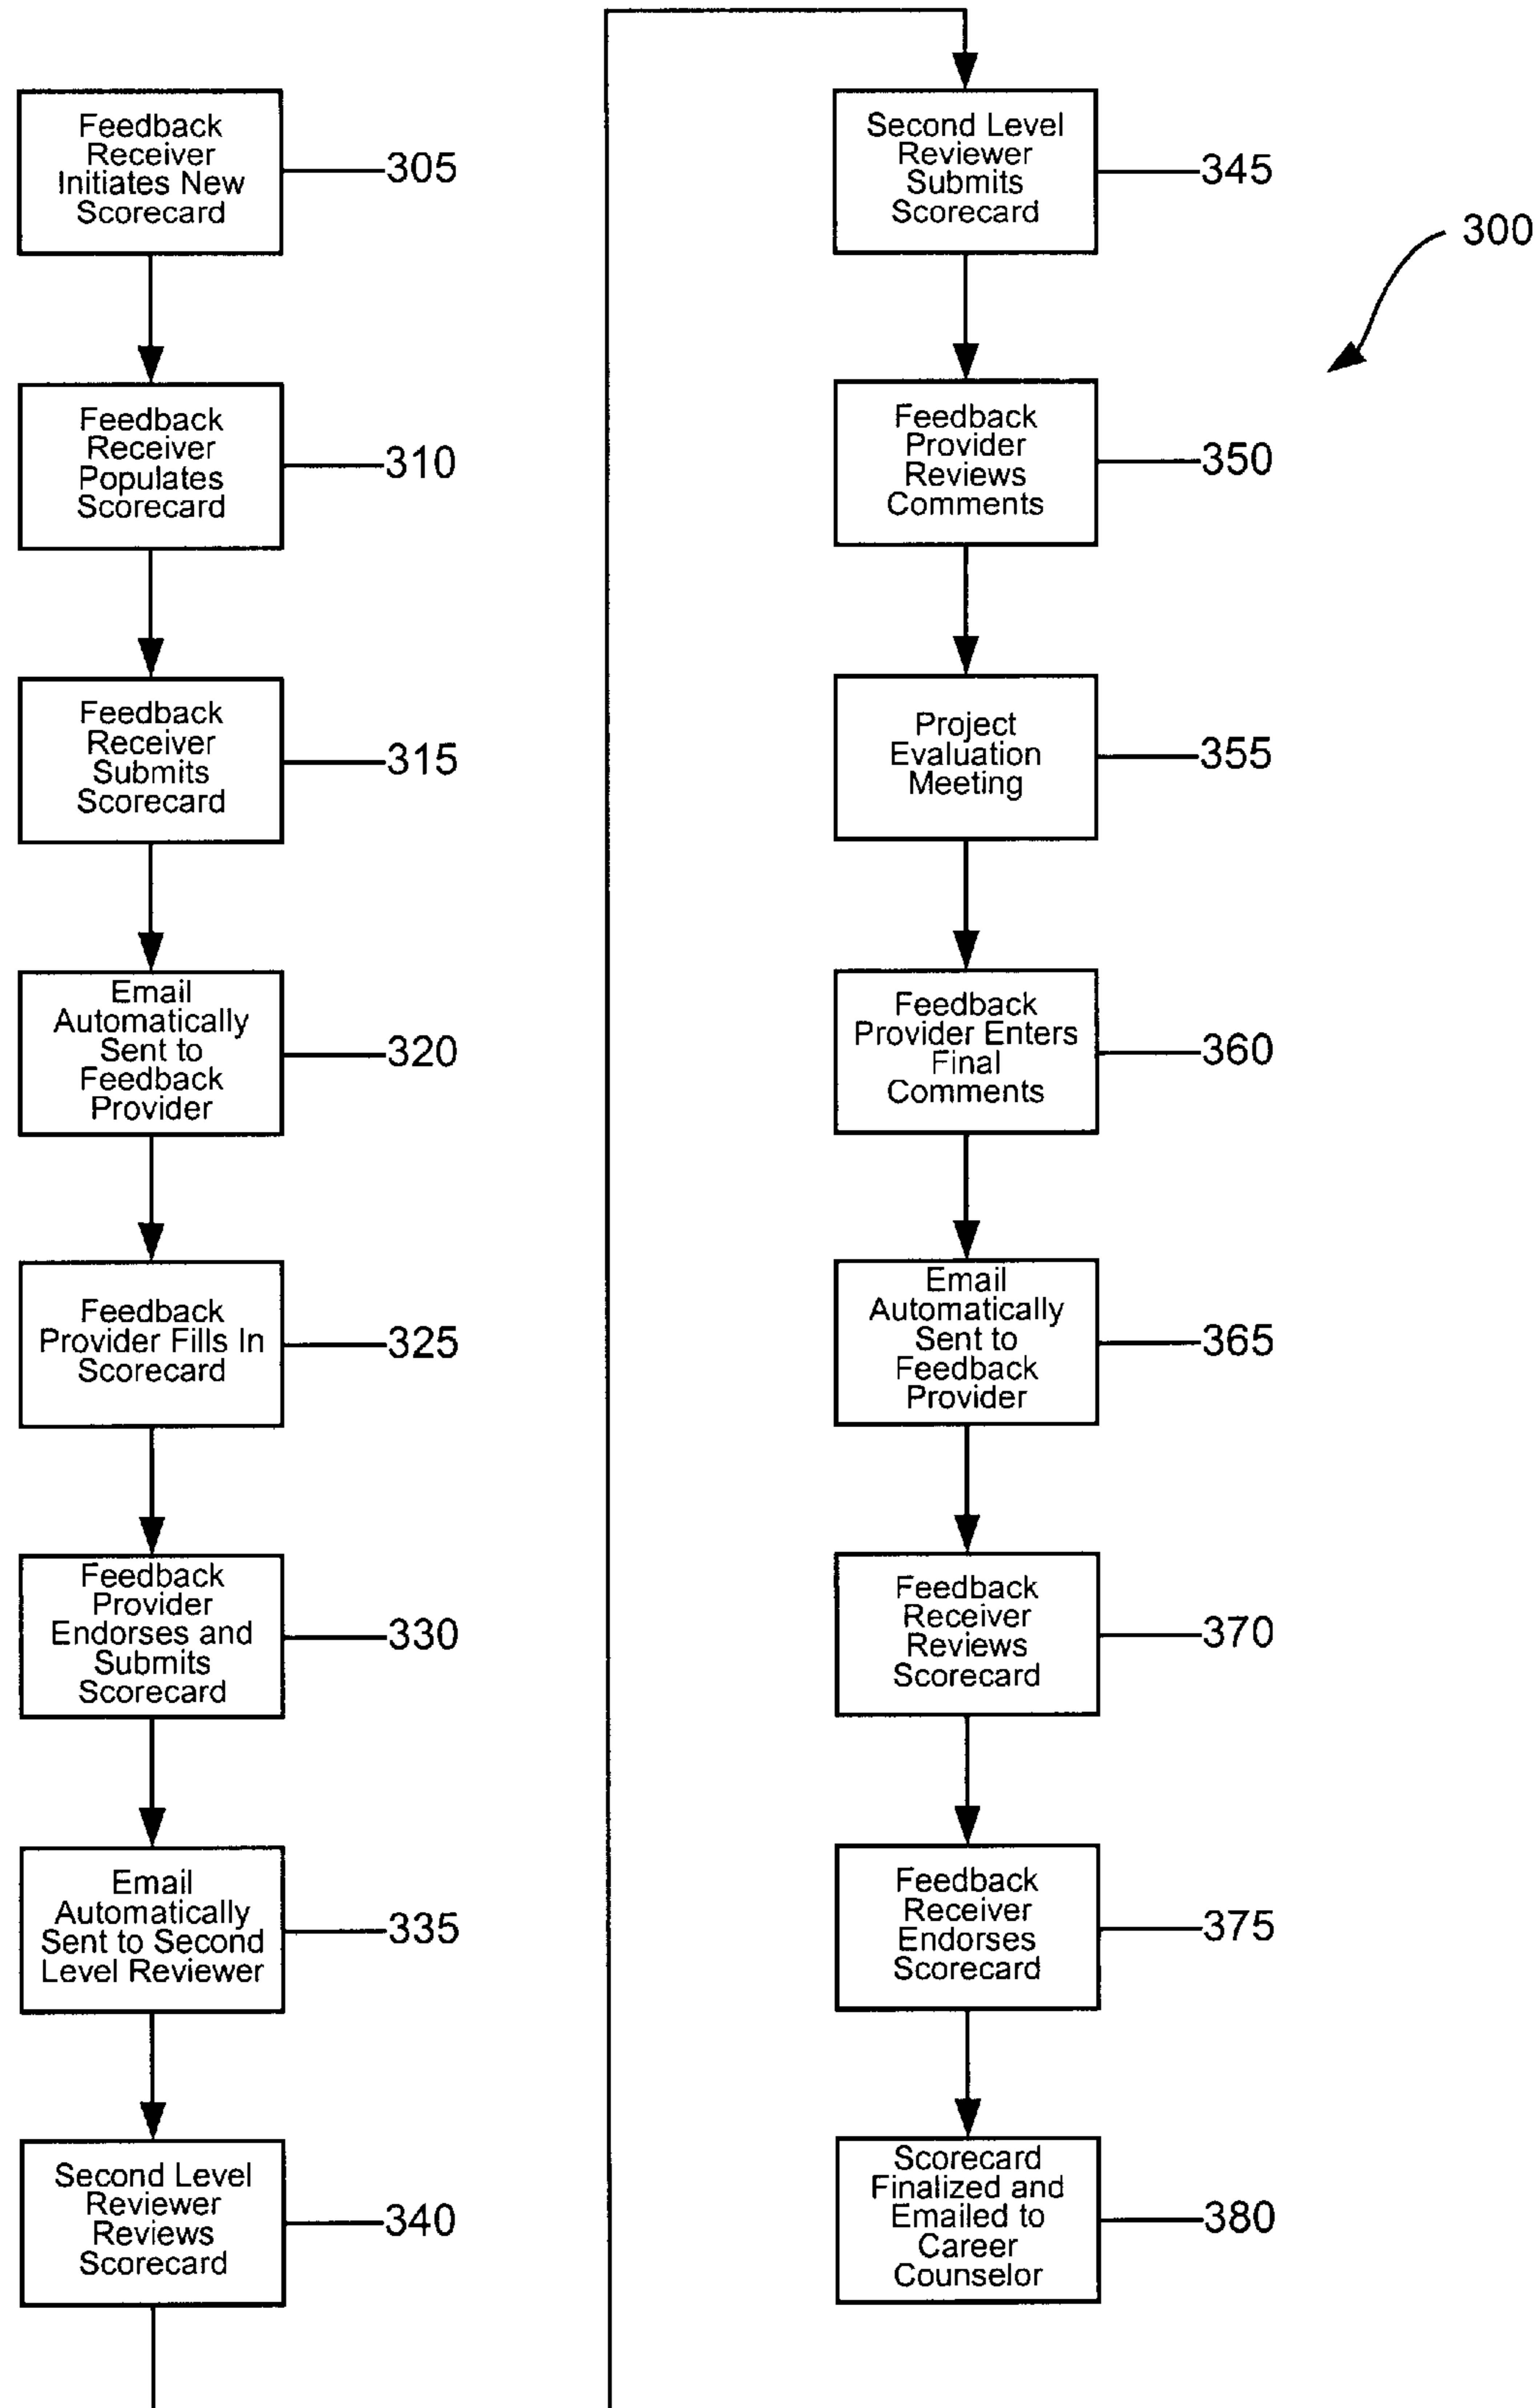 Feedback
Receiver
Initiates New
Scorecard
305
Feedback
Receiver
Populates
Scorecard
310
Feedback
Receiver
Submits
Scorecard
315
Email
Automatically
Sent to
Feedback
Provider
320
Feedback
Provider Fills In
Scorecard
325
Feedback
Provider
Endorses and
Submits
Scorecard
330
Email
Automatically
Sent to Second
Level Reviewer
335
Second Level
Reviewer
Reviews
Scorecard
340
Second Level
Reviewer
Submits
Scorecard
345
300
Feedback
Provider
Reviews
Comments
350
Project
Evaluation
Meeting
355
Feedback
Provider Enters
Final
Comments
360
Email
Automatically
Sent to
Feedback
Provider
365
Feedback
Receiver
Reviews
Scorecard
370
Feedback
Receiver
Endorses
Scorecard
375
Scorecard
Finalized and
Emailed to
Career
Counselor
380